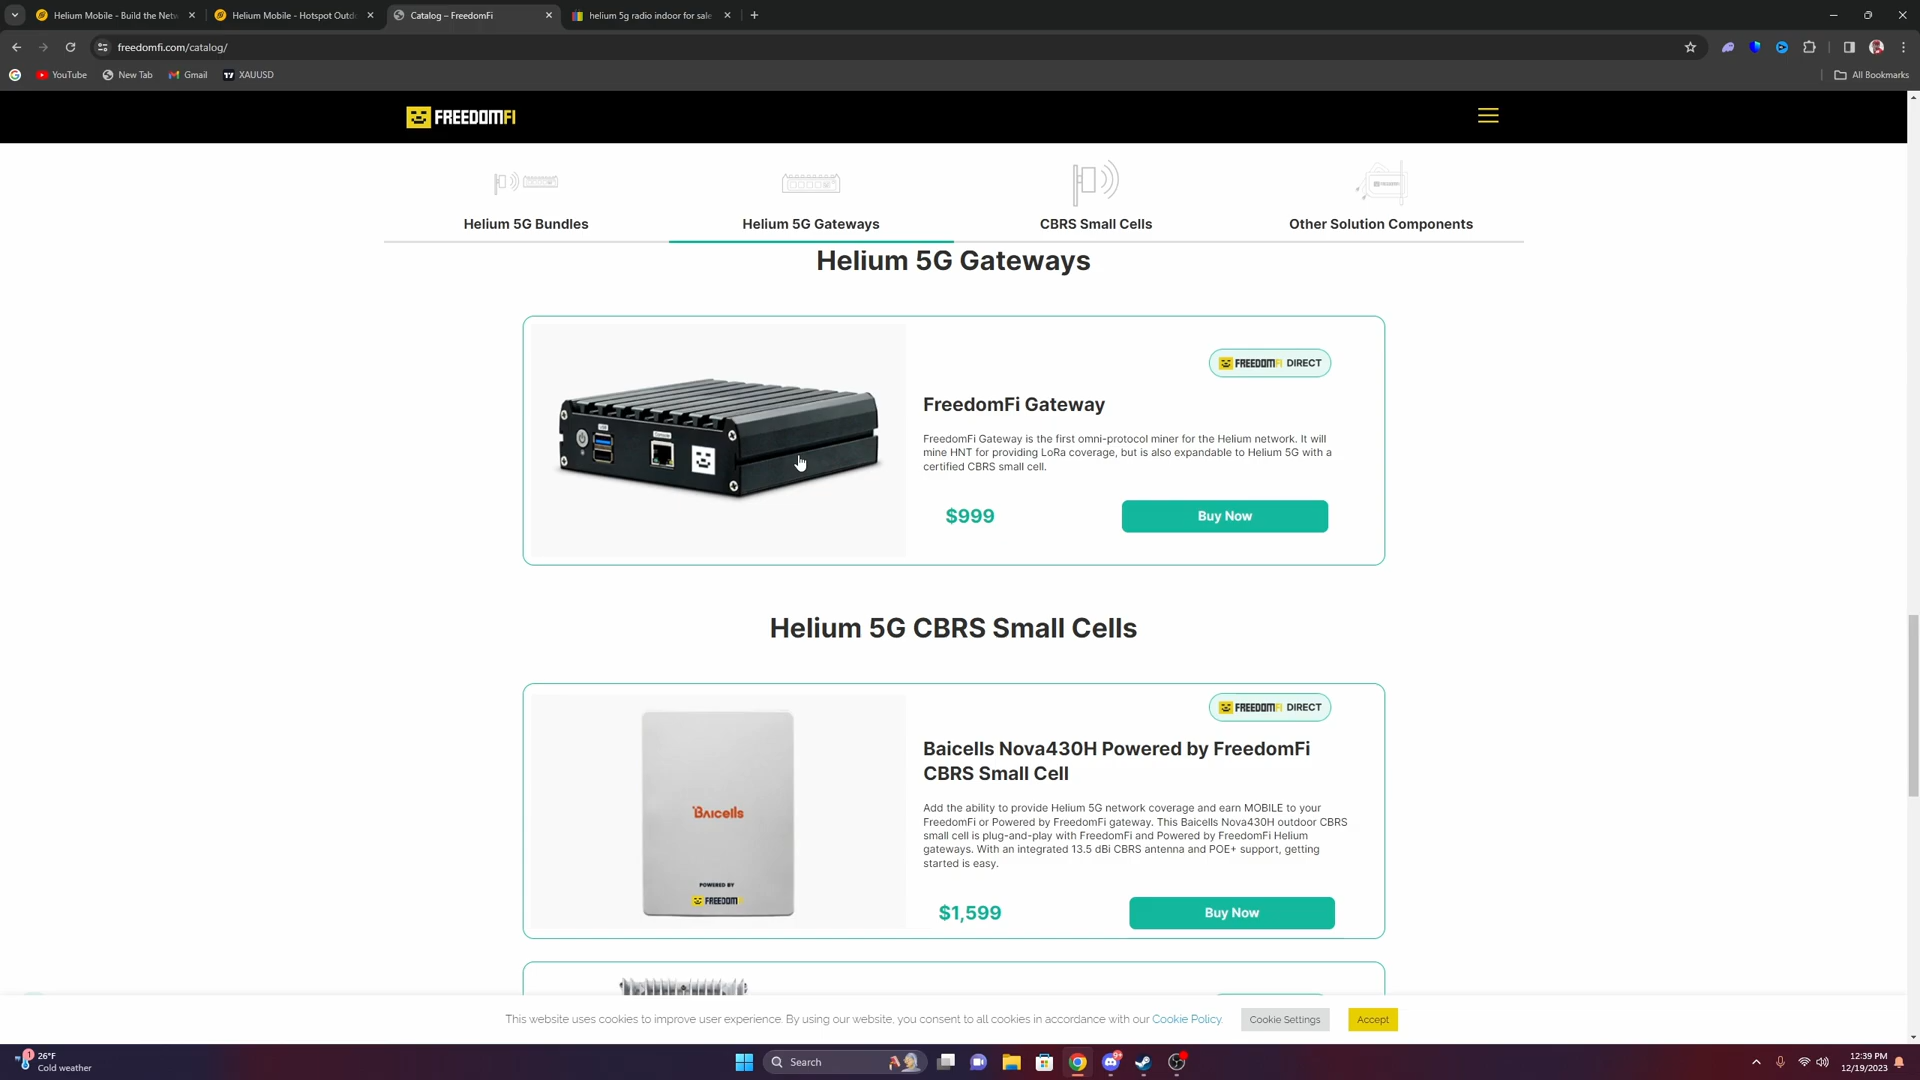 Helium Mobile - Build the Netw
Helium Mobile - Hotspot Outd
Catalog – FreedomFi
helium 5g radio indoor for sale
freedomfi.com/catalog/
YouTube
New Tab
Gmail
XAUUSD
All Bookmarks
FREEDOMFI
Helium 5G Bundles
Helium 5G Gateways
CBRS Small Cells
Other Solution Components
Helium 5G Gateways
FREEDOMFI DIRECT
FreedomFi Gateway
FreedomFi Gateway is the first omni-protocol miner for the Helium network. It will
mine HNT for providing LoRa coverage, but is also expandable to Helium 5G with a
certified CBRS small cell.
$999
Buy Now
Helium 5G CBRS Small Cells
FREEDOMFI DIRECT
Baicells Nova430H Powered by FreedomFi
CBRS Small Cell
Add the ability to provide Helium 5G network coverage and earn MOBILE to your
FreedomFi or Powered by FreedomFi gateway. This Baicells Nova430H outdoor CBRS
small cell is plug-and-play with FreedomFi and Powered by FreedomFi Helium
gateways. With an integrated 13.5 dBi CBRS antenna and POE+ support, getting
started is easy.
Baicells
POWERED BY
FREEDOMFI
$1,599
Buy Now
This website uses cookies to improve user experience. By using our website, you consent to all cookies in accordance with our Cookie Policy.
Cookie Settings
Accept
1
26°F
Cold weather
Search
9+
12:39 PM
12/19/2023